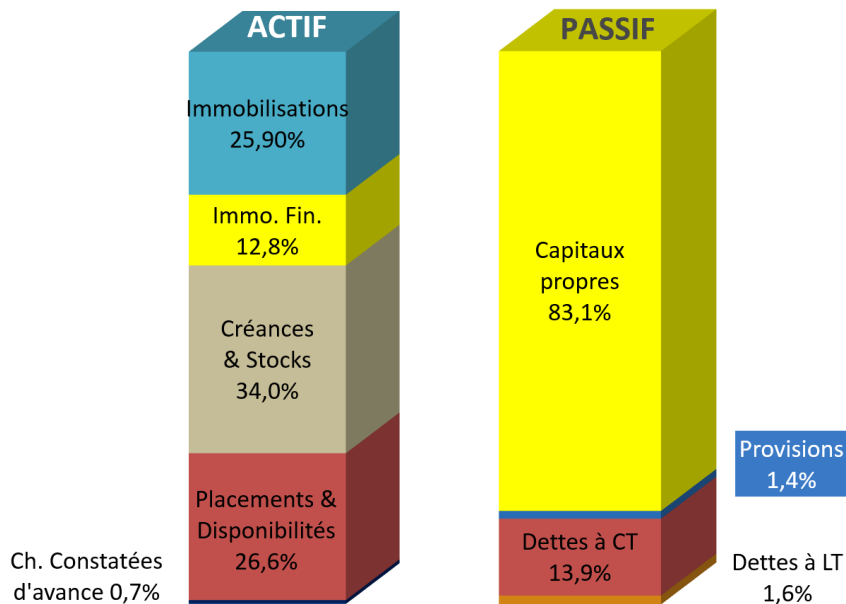 ACTIF
Immobilisations
25,90%
Immo. Fin.
12,8%
Créances
& Stocks
34,0%
Placements &
Disponibilités
26,6%
Ch. Constatées
d'avance 0,7%
PASSIF
Capitaux
propres
83,1%
Provisions
1,4%
Dettes à CT
13,9%
Dettes à LT
1,6%